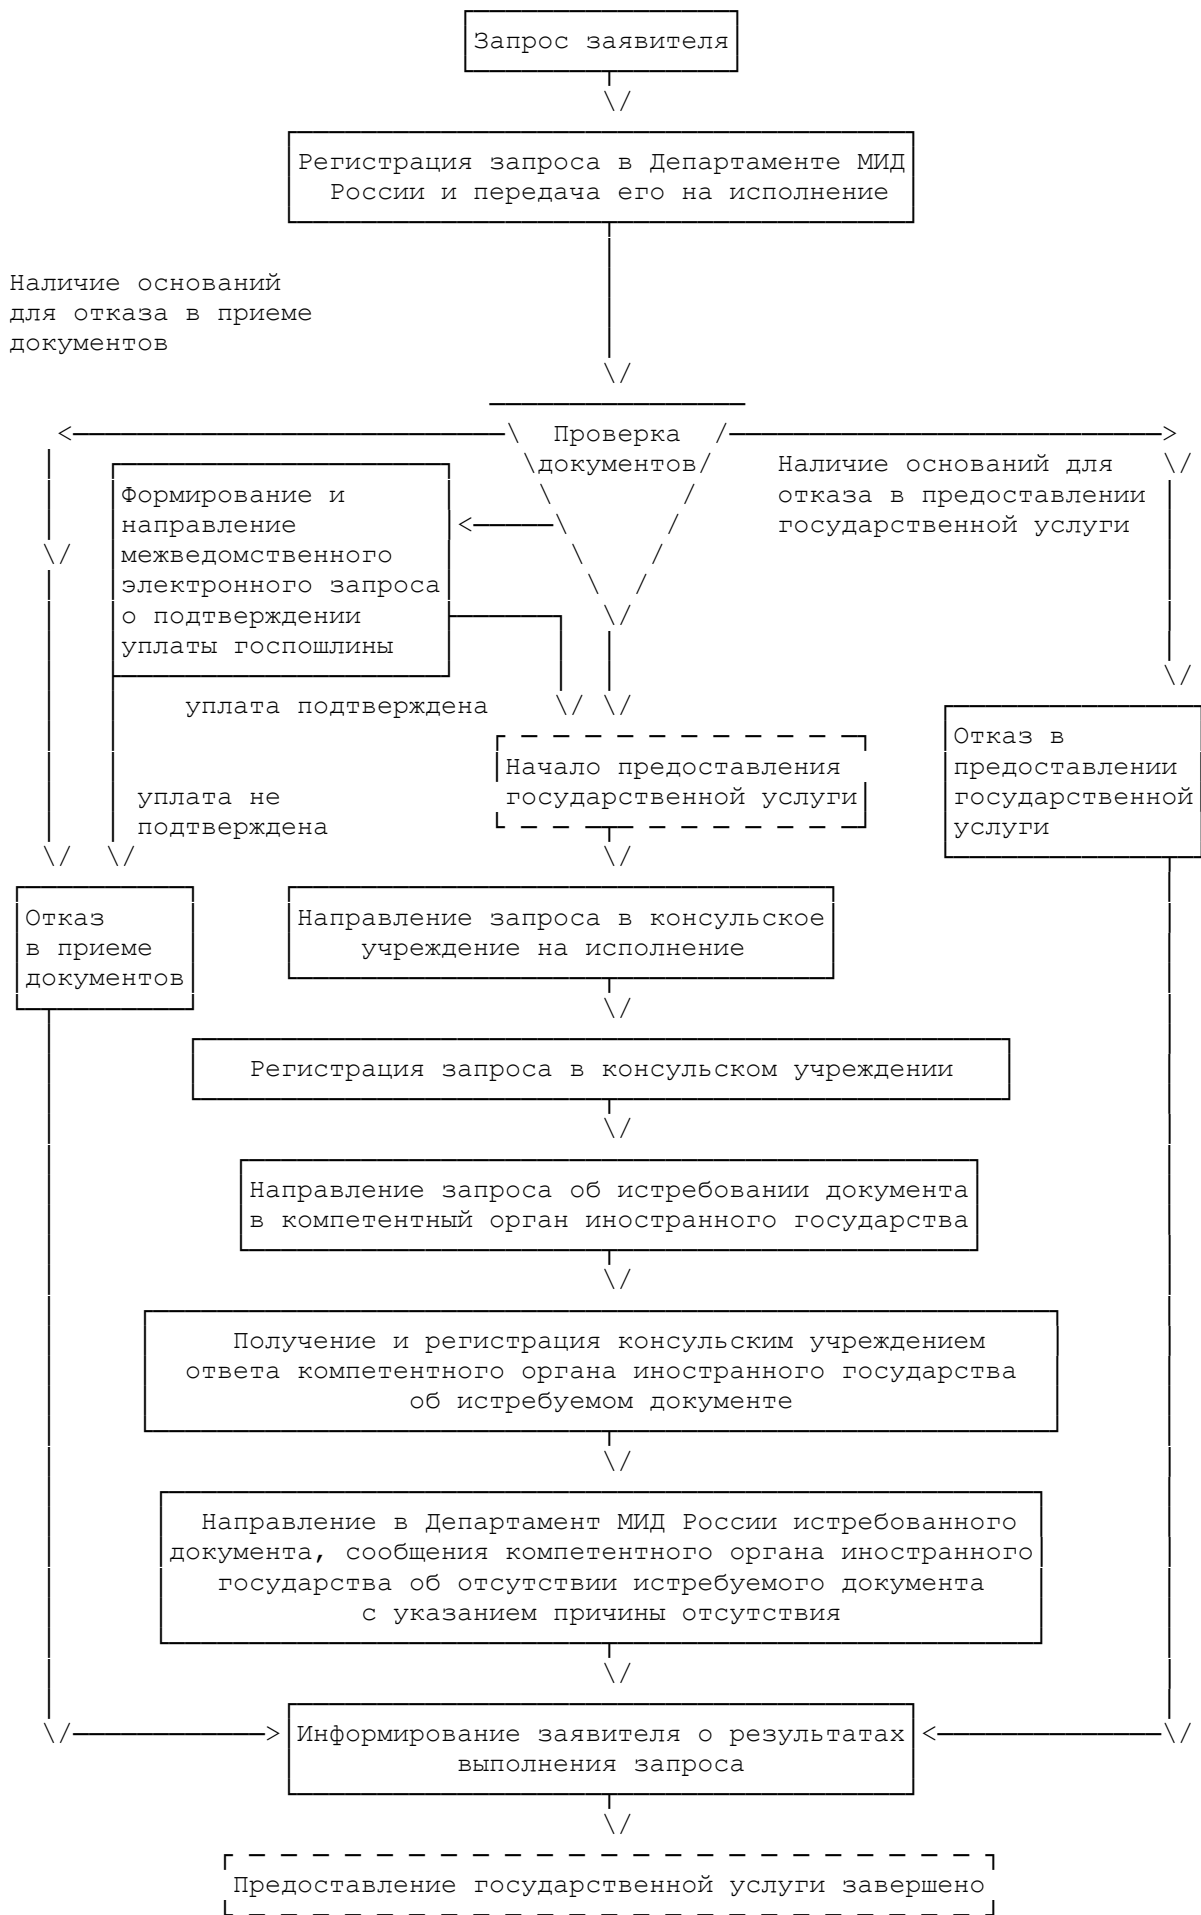 Запрос заявителя
Регистрация запроса в Департаменте МИД
России и передача его на исполнение
Наличие оснований
для отказа в приеме
документов
Проверка
документов
Наличие оснований для
отказа в предоставлении
государственной услуги
Формирование и
направление
межведомственного
электронного запроса
о подтверждении
уплаты госпошлины
уплата подтверждена
Начало предоставления
государственной услуги
Отказ в
предоставлении
государственной
услуги
уплата не
подтверждена
Отказ
в приеме
документов
Направление запроса в консульское
учреждение на исполнение
Регистрация запроса в консульском учреждении
Направление запроса об истребовании документа
в компетентный орган иностранного государства
Получение и регистрация консульским учреждением
ответа компетентного органа иностранного государства
об истребуемом документе
Направление в Департамент МИД России истребованного
документа, сообщения компетентного органа иностранного
государства об отсутствии истребуемого документа
с указанием причины отсутствия
Информирование заявителя о результатах
выполнения запроса
Предоставление государственной услуги завершено